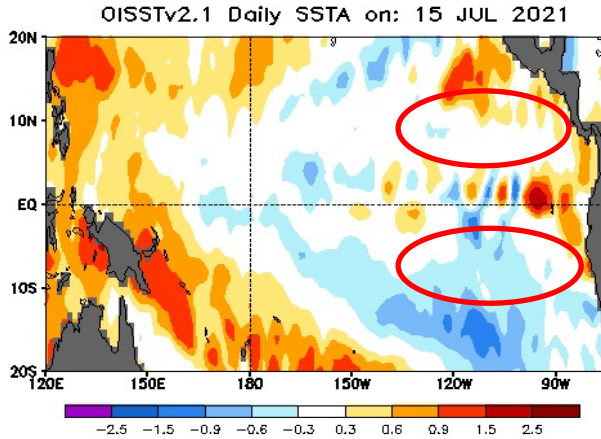 OISSTv2.1 Daily SSTA on: 15 JUL 2021
20N
10N
EQ
10S
20S
120E 150E 180 150W 120W 90W
-2.5 -1.5 -0.9 -0.6 -0.3 0.3 0.6 0.9 1.5 2.5